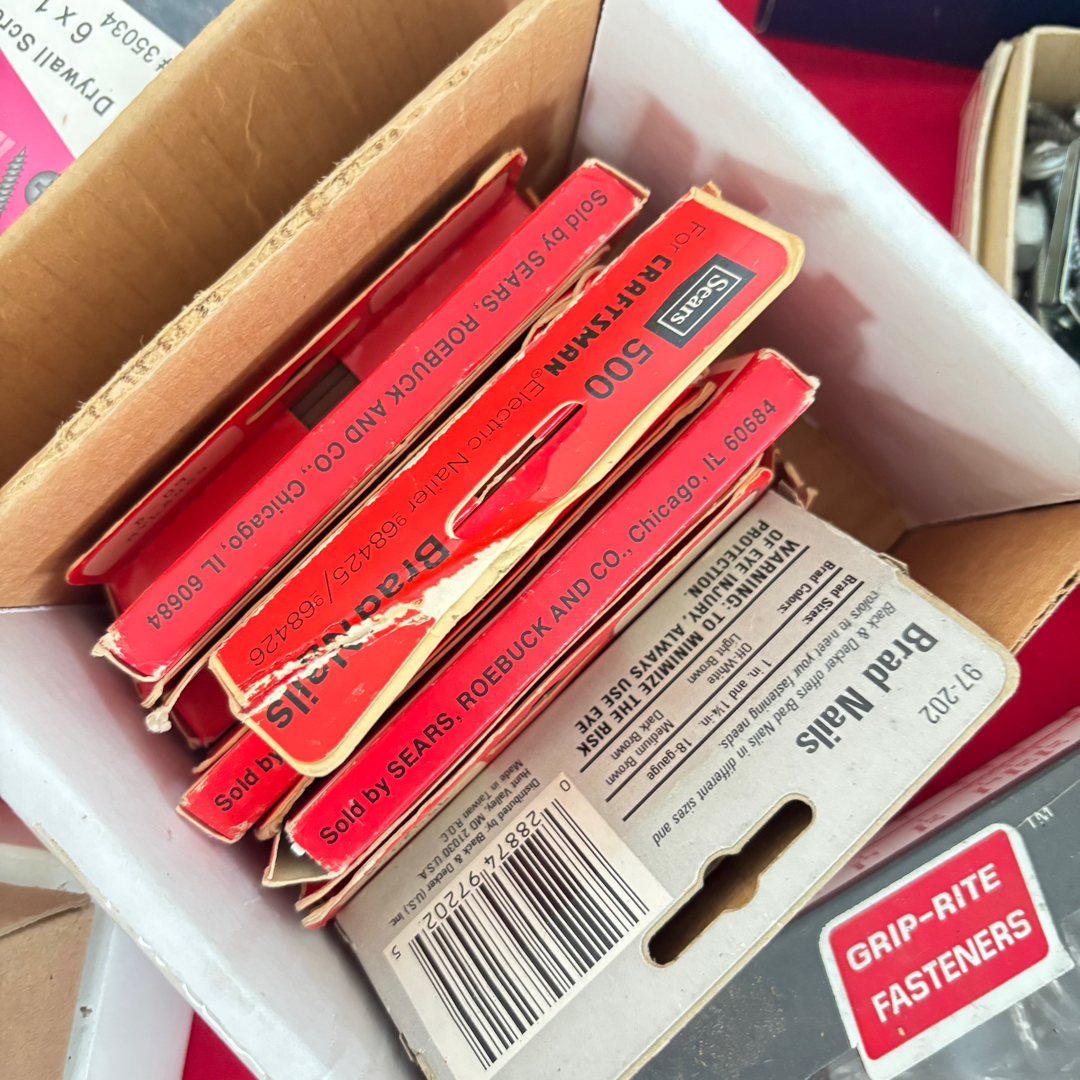 Drywall Scr
6 X 1
#35034
Sold by SEARS, ROEBUCK AND CO., Chicago, IL 60684
Sears
For CRAFTSMAN® Electric Nailer 968425/968426
500
Brad Nails
Sold by
Sold by SEARS, ROEBUCK AND CO., Chicago, IL 60684
97-202
Brad Nails
Black & Decker offers Brad Nails in different sizes and
colors to meet your fastening needs.
Brad Sizes: 1 in. and 1¼-in. 18-gauge
Brad Colors: Off-White Medium Brown
Light Brown Dark Brown
WARNING: TO MINIMIZE THE RISK
OF EYE INJURY, ALWAYS USE EYE
PROTECTION.
Distributed by: Black & Decker (U.S.) Inc.
Hunt Valley, MD 21030 U.S.A.
Made in Tawan R.O.C.
0 28874 97202 5
GRIP-RITE
FASTENERS
TM